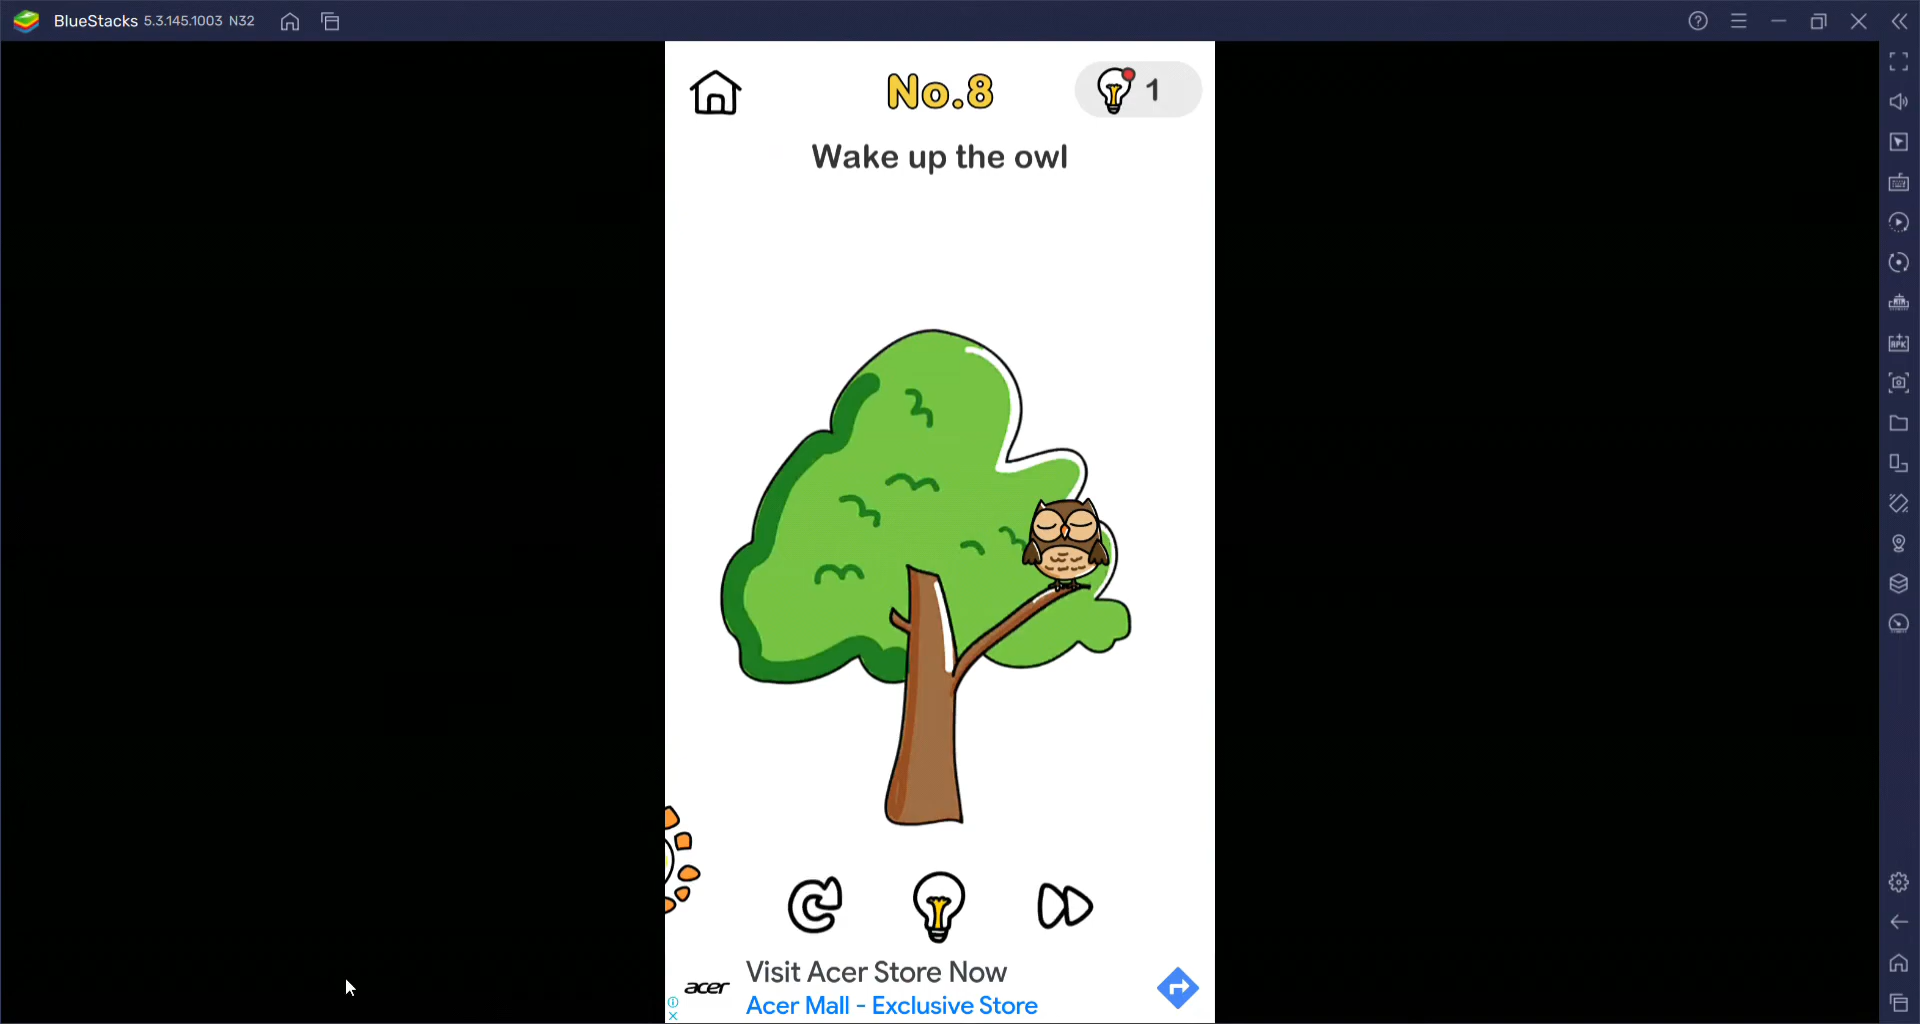 BlueStacks 5.3.145.1003 N32
No.8
1
Wake up the owl
acer
Visit Acer Store Now
Acer Mall - Exclusive Store